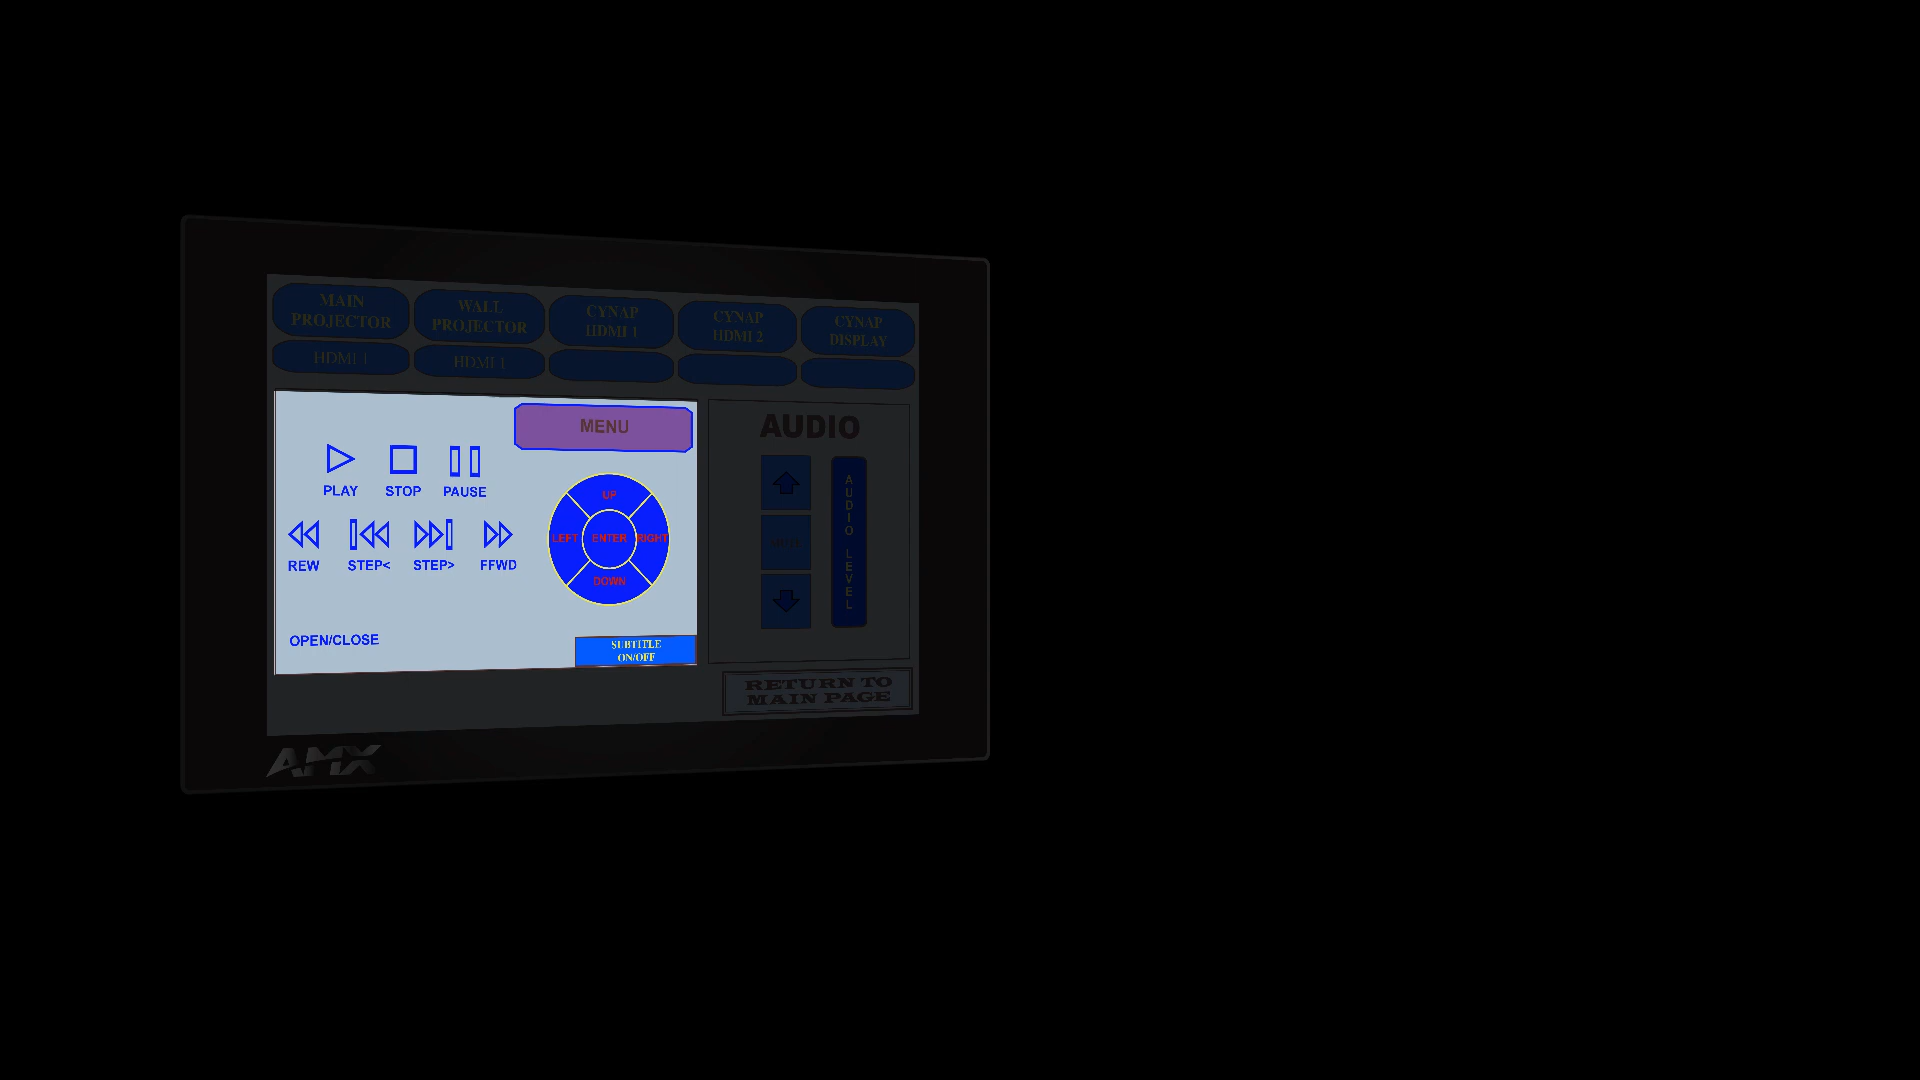 MAIN
PROJECTOR
WALL
PROJECTOR
CYNAP
HDMI 1
CYNAP
HDMI 2
CYNAP
DISPLAY
HDMI 1
HDMI 1
MENU
PLAY
STOP
PAUSE
REW
STEP<
STEP>
FFWD
UP
LEFT
ENTER
RIGHT
DOWN
OPEN/CLOSE
SUBTITLE
ON/OFF
AUDIO
MUTE
AUDIO LEVEL
RETURN TO
MAIN PAGE
AMX